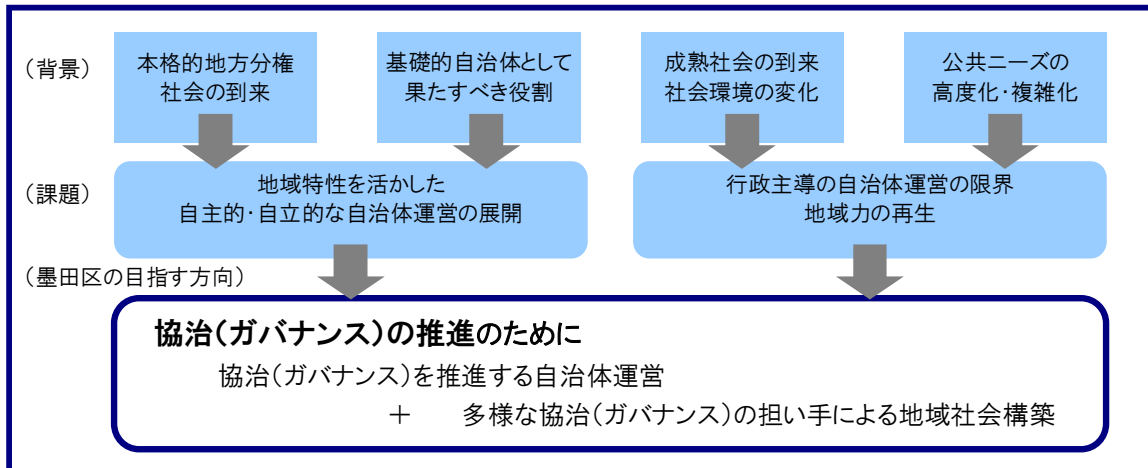 (背景)
本格的地方分権
社会の到来
基礎的自治体として
果たすべき役割
成熟社会の到来
社会環境の変化
公共ニーズの
高度化・複雑化
(課題)
地域特性を活かした
自主的・自立的な自治体運営の展開
行政主導の自治体運営の限界
地域力の再生
(墨田区の目指す方向)
協治(ガバナンス)の推進のために
協治(ガバナンス)を推進する自治体運営
+ 多様な協治(ガバナンス)の担い手による地域社会構築